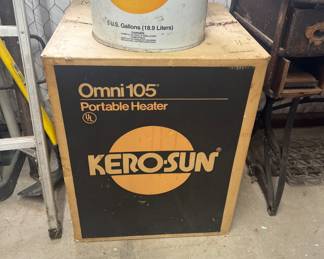 5 U.S. Gallons (18.9 Liters)
Omni 105®
Portable Heater
UL
KERO-SUN®